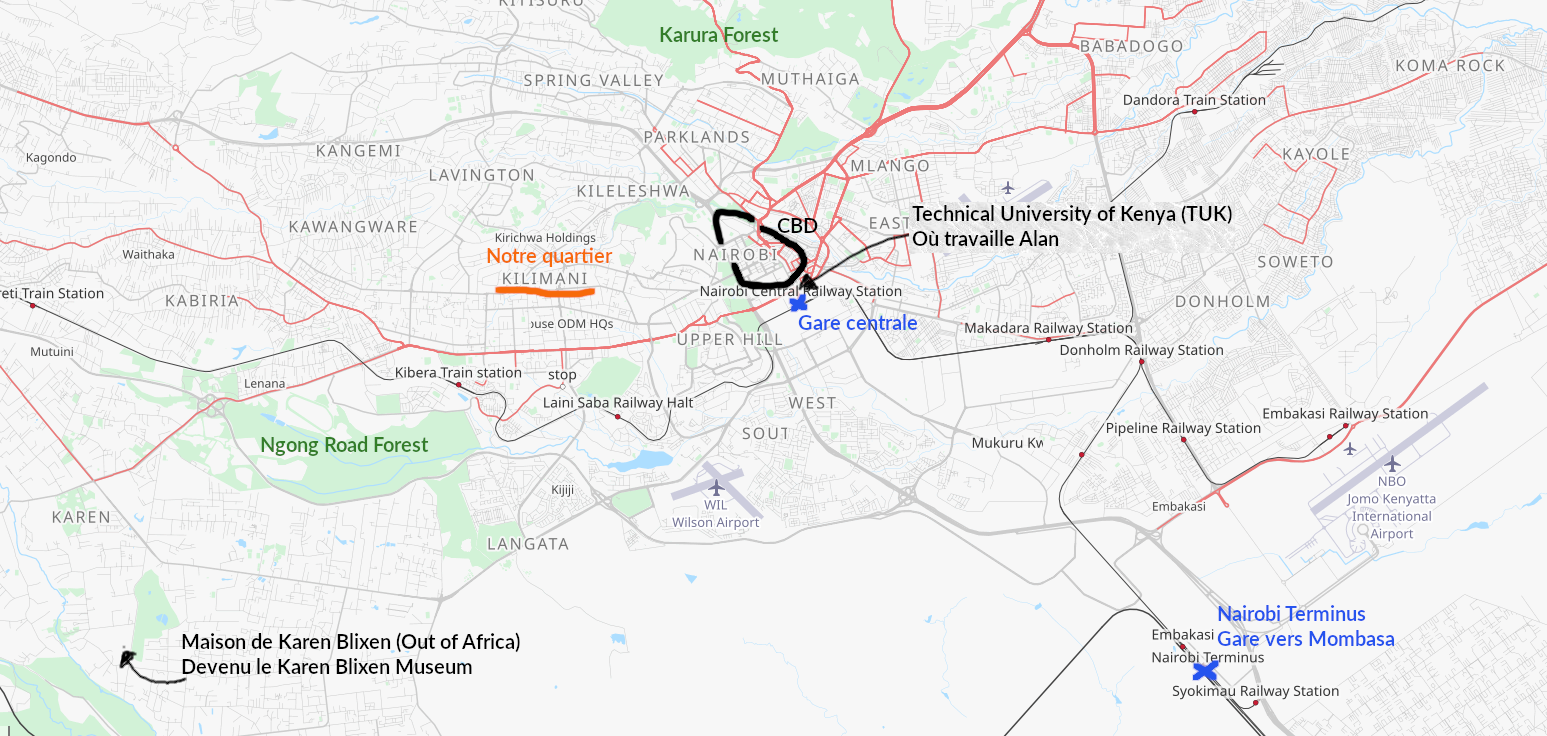 KITISURU
Karura Forest
BABADOGO
KOMA ROCK
SPRING VALLEY
MUTHAIGA
Dandora Train Station
PARKLANDS
KANGEMI
Kagondo
KAYOLE
MLANGO
LAVINGTON
KILELESHWA
Technical University of Kenya (TUK)
Où travaille Alan
EAST
CBD
KAWANGWARE
Kirichwa Holdings
Waithaka
NAIROBI
Notre quartier
KILIMANI
SOWETO
reti Train Station
KABIRIA
Nairobi Central Railway Station
DONHOLM
Gare centrale
ouse ODM HQs
Makadara Railway Station
UPPER HILL
Mutuini
Donholm Railway Station
Kibera Train station
stop
Lenana
Laini Saba Railway Halt
WEST
Embakasi Railway Station
SOUT
Pipeline Railway Station
Ngong Road Forest
Mukuru Kw
NBO
Jomo Kenyatta
International
Airport
Kijiji
WIL
Wilson Airport
Embakasi
KAREN
LANGATA
Nairobi Terminus
Gare vers Mombasa
Embakasi
Nairobi Terminus
Syokimau Railway Station
Maison de Karen Blixen (Out of Africa)
Devenu le Karen Blixen Museum